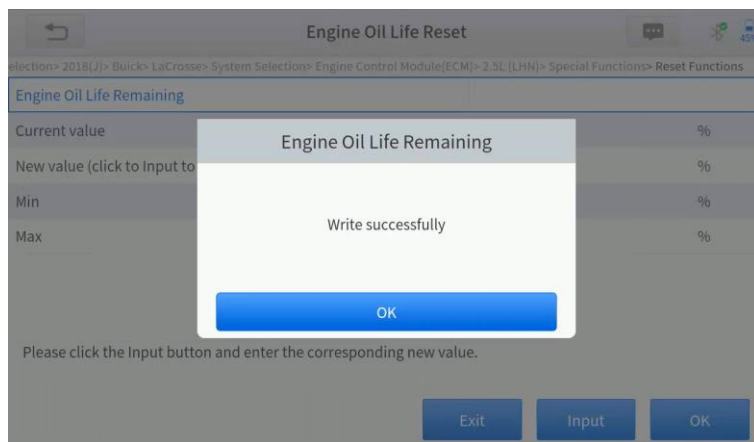 Engine Oil Life Reset
election> 2018(J)> Buick> LaCrosse> System Selection> Engine Control Module(ECM)> 2.5L (LHN)> Special Functions> Reset Functions
Engine Oil Life Remaining
Current value %
New value (click to Input to %
Min %
Max %
Engine Oil Life Remaining
Write successfully
OK
Please click the Input button and enter the corresponding new value.
Exit Input OK